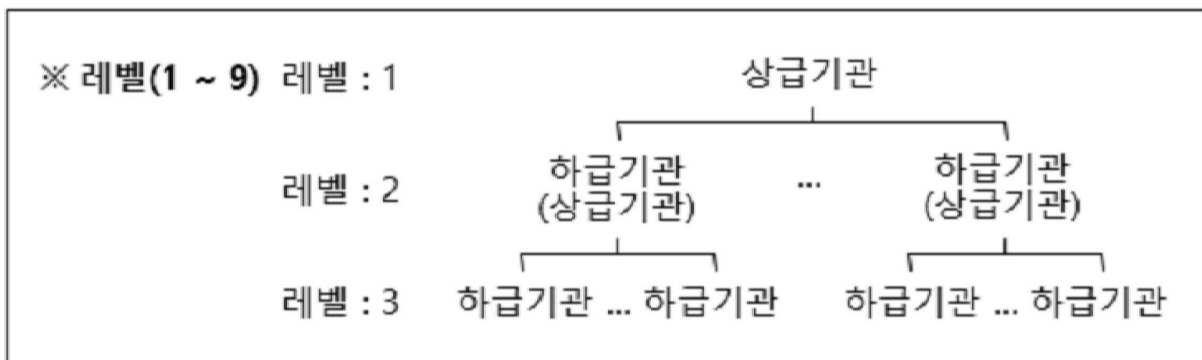 ※ 레벨(1 ~ 9) 레벨 : 1 상급기관
레벨 : 2 하급기관 ... 하급기관
(상급기관) (상급기관)
레벨 : 3 하급기관 ... 하급기관 하급기관 ... 하급기관